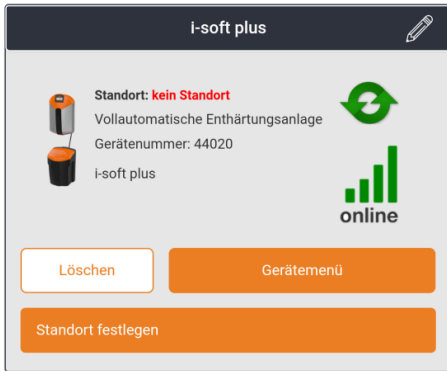 i-soft plus
Standort: kein Standort
Vollautomatische Enthärtungsanlage
Gerätenummer: 44020
i-soft plus
online
Löschen
Gerätemenü
Standort festlegen